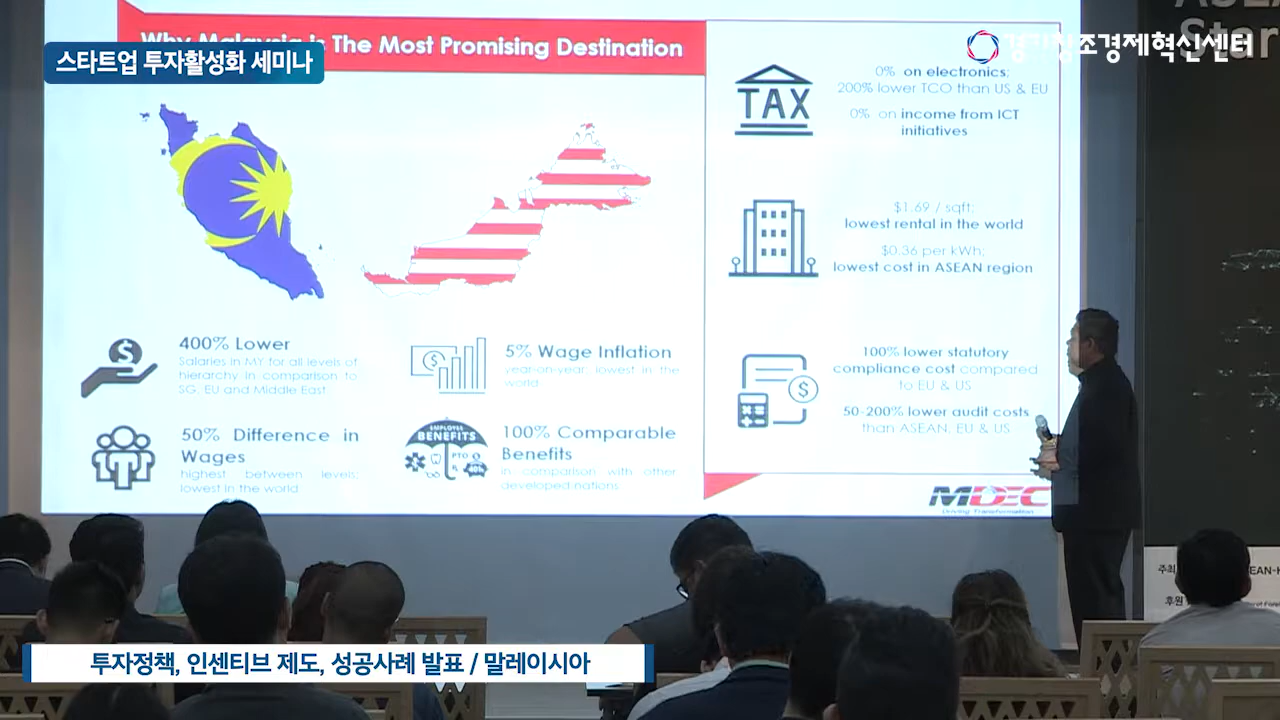 Why Malaysia is The Most Promising Destination
스타트업 투자활성화 세미나
경기창조경제혁신센터
Star
TAX
0% on electronics;
200% lower TCO than US & EU
0% on income from ICT
initiatives
$1.69 / sqft;
lowest rental in the world
$0.36 per kWh;
lowest cost in ASEAN region
400% Lower
Salaries in MY for all levels of
hierarchy in comparison to
SG, EU and Middle East
5% Wage Inflation
year-on-year, lowest in the
world
100% lower statutory
compliance cost compared
to EU & US
50-200% lower audit costs
than ASEAN, EU & US
50% Difference in
Wages
highest between levels;
lowest in the world
EMPLOYEE
BENEFITS
PTO
100% Comparable
Benefits
in comparison with other
developed nations
MDEC
Driving Transformation
주최
EAN-K
후원
투자정책, 인센티브 제도, 성공사례 발표 / 말레이시아